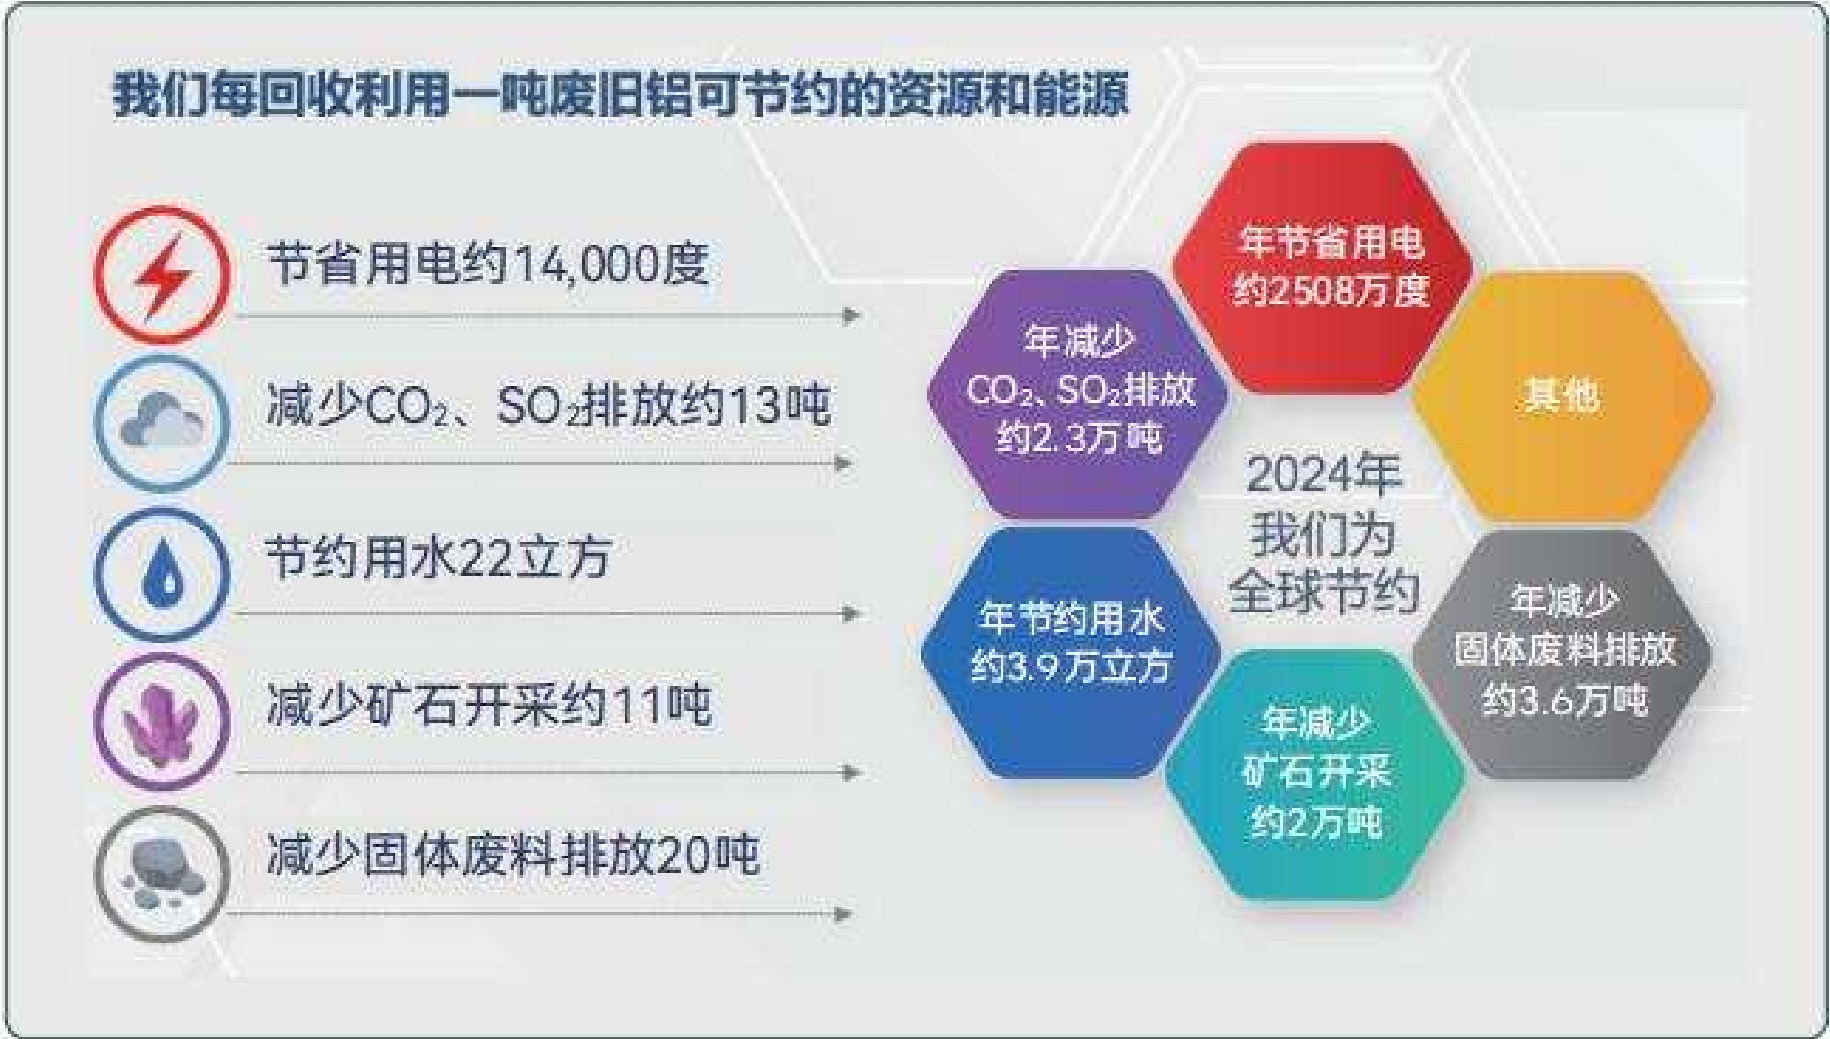 我们每回收利用一吨废旧铝可节约的资源和能源
节省用电约14,000度
减少CO₂、SO₂排放约13吨
节约用水22立方
减少矿石开采约11吨
减少固体废料排放20吨
年节省用电
约2508万度
年减少
CO₂、SO₂排放
约2.3万吨
其他
2024年
我们为
全球节约
年节约用水
约3.9万立方
年减少
固体废料排放
约3.6万吨
年减少
矿石开采
约2万吨